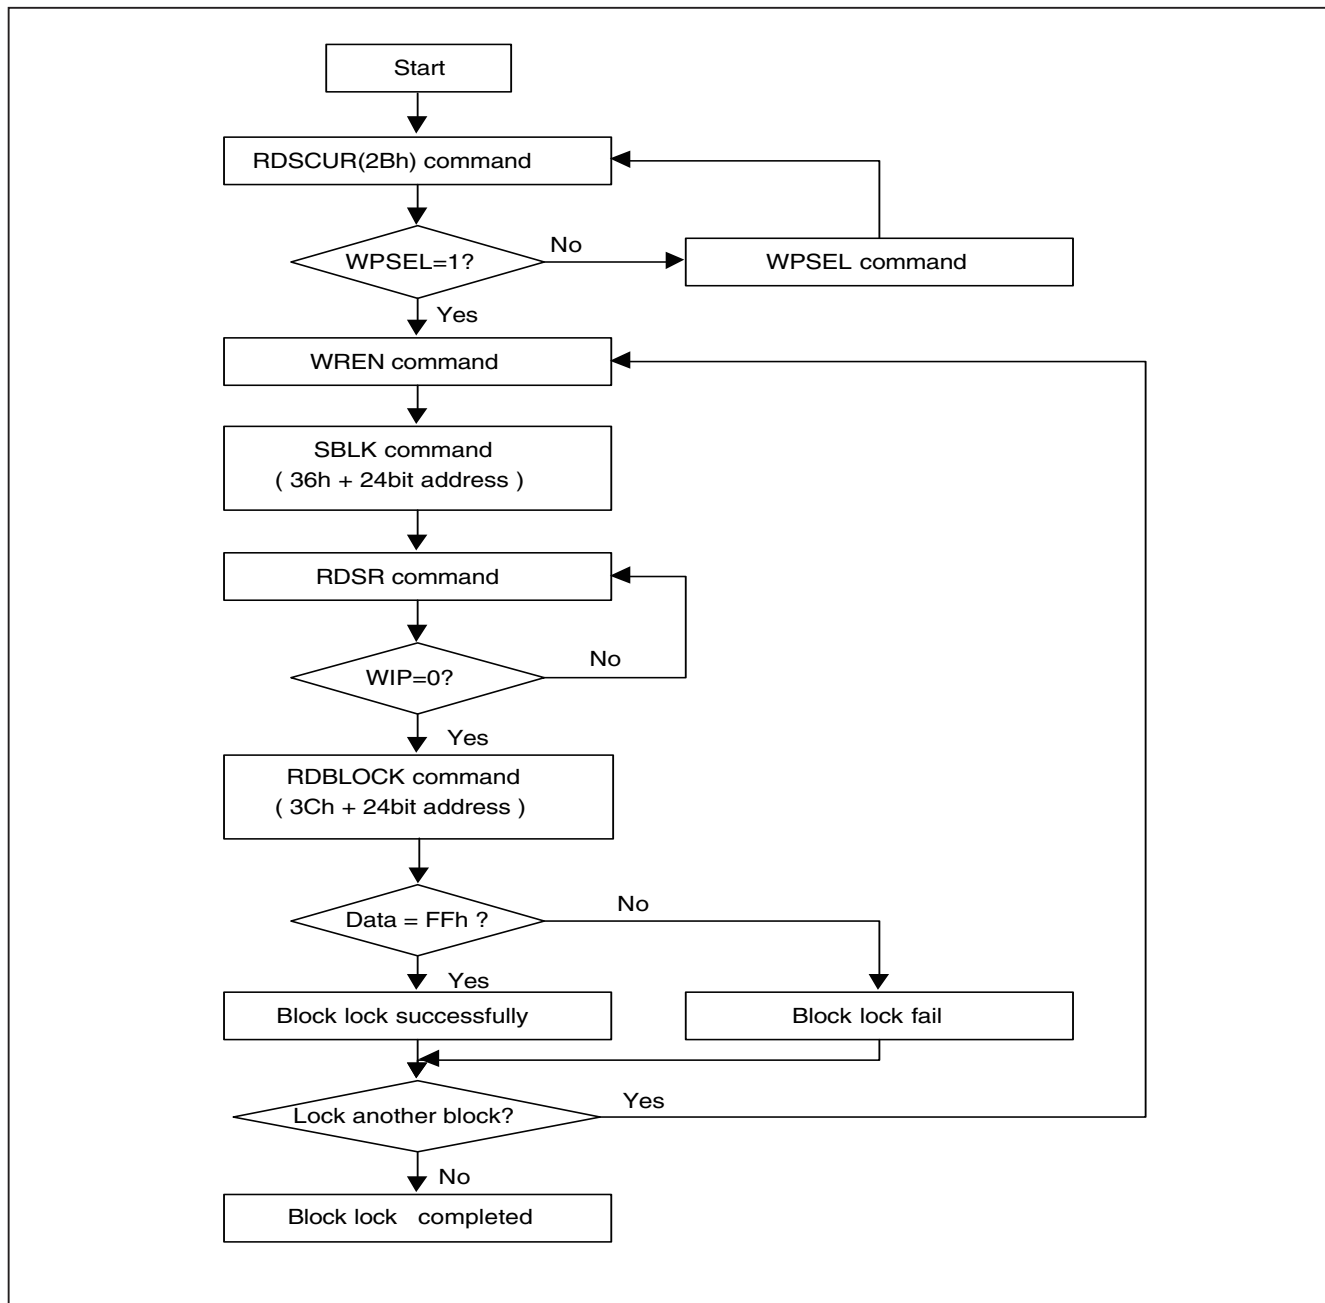 Start
RDSCUR(2Bh) command
WPSEL=1?
No
WPSEL command
Yes
WREN command
SBLK command
( 36h + 24bit address )
RDSR command
WIP=0?
No
Yes
RDBLOCK command
( 3Ch + 24bit address )
Data = FFh ?
No
Yes
Block lock successfully
Block lock fail
Lock another block?
Yes
No
Block lock completed